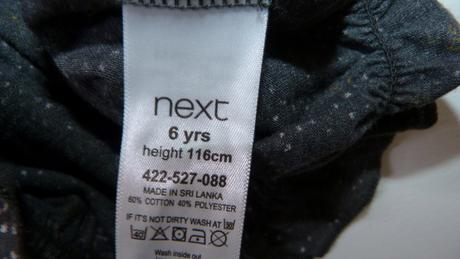 next
6 yrs
height 116cm
422-527-088
MADE IN SRI LANKA
60% COTTON 40% POLYESTER
IF IT'S NOT DIRTY WASH AT
Wash inside out